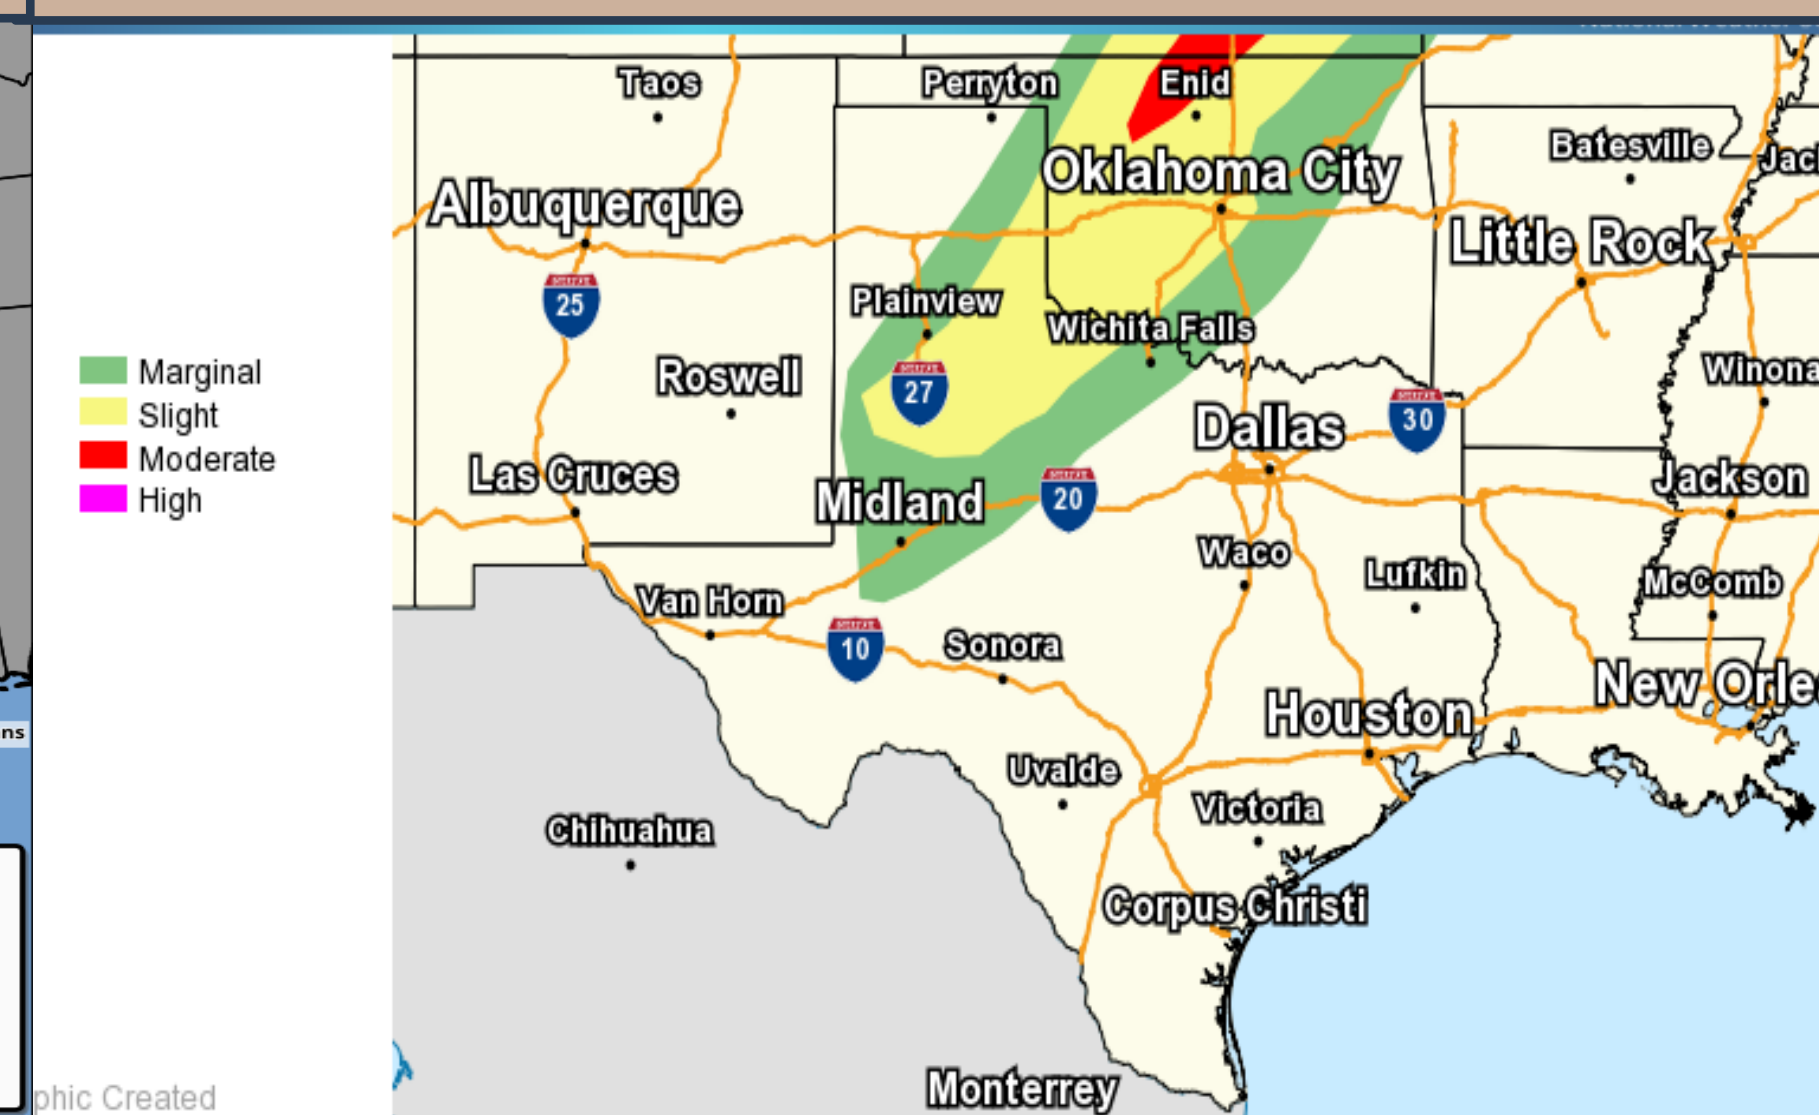 Taos
Perryton
Enid
Batesville
Oklahoma City
Albuquerque
Little Rock
25
Plainview
Wichita Falls
Roswell
27
30
Marginal
Slight
Moderate
High
Dallas
Las Cruces
Midland
20
Jackson
Waco
Lufkin
McComb
Van Horn
10
Sonora
Houston
ns
Uvalde
Victoria
Chihuahua
Corpus Christi
Monterrey
phic Created